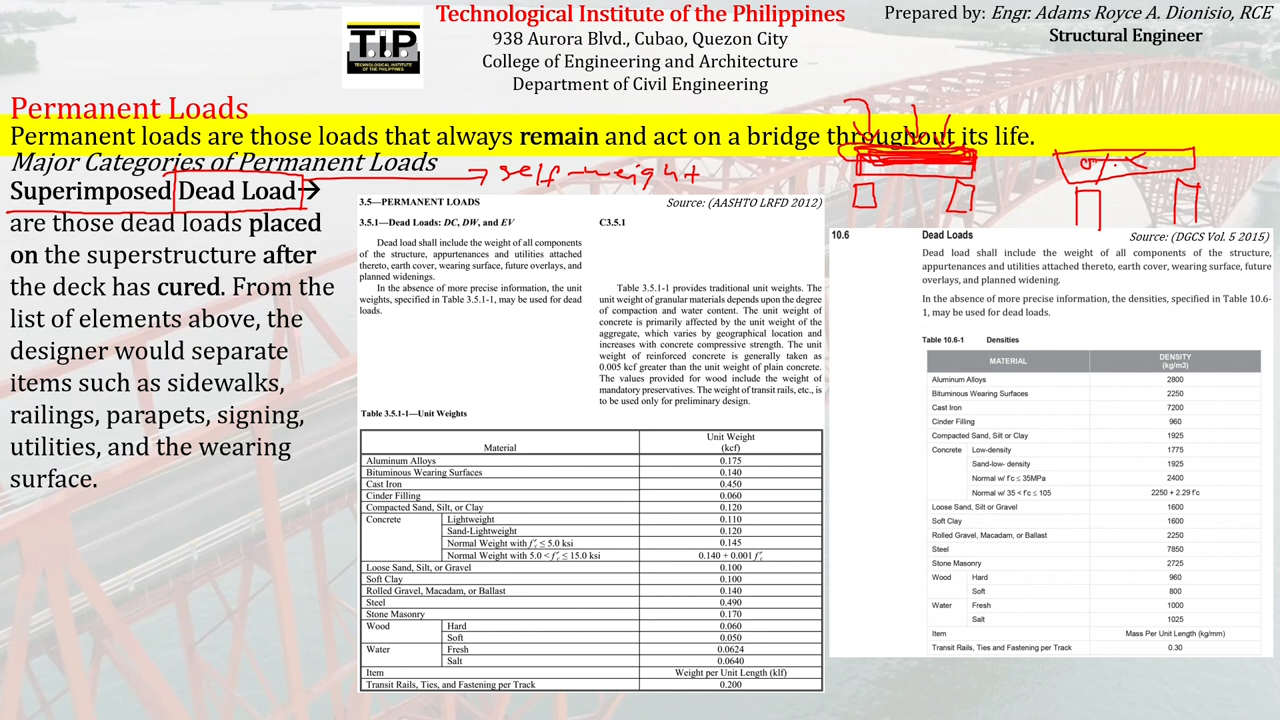 Technological Institute of the Philippines
938 Aurora Blvd., Cubao, Quezon City
College of Engineering and Architecture
Department of Civil Engineering
Prepared by: Engr. Adams Royce A. Dionisio, RCE
Structural Engineer
TIP
TECHNOLOGICAL INSTITUTE
OF THE PHILIPPINES
Permanent Loads
Permanent loads are those loads that always remain and act on a bridge throughout its life.
Major Categories of Permanent Loads
Superimposed Dead Load→
self-weight
are those dead loads placed
on the superstructure after
the deck has cured. From the
list of elements above, the
designer would separate
items such as sidewalks,
railings, parapets, signing,
utilities, and the wearing
surface.
3.5—PERMANENT LOADS
Source: (AASHTO LRFD 2012)
3.5.1—Dead Loads: DC, DW, and EV
C3.5.1
Dead load shall include the weight of all components
of the structure, appurtenances and utilities attached
thereto, earth cover, wearing surface, future overlays, and
planned widenings.
In the absence of more precise information, the unit
weights, specified in Table 3.5.1-1, may be used for dead
loads.
Table 3.5.1-1 provides traditional unit weights. The
unit weight of granular materials depends upon the degree
of compaction and water content. The unit weight of
concrete is primarily affected by the unit weight of the
aggregate, which varies by geographical location and
increases with concrete compressive strength. The unit
weight of reinforced concrete is generally taken as
0.005 kcf greater than the unit weight of plain concrete.
The values provided for wood include the weight of
mandatory preservatives. The weight of transit rails, etc., is
to be used only for preliminary design.
Table 3.5.1-1—Unit Weights
Material Unit Weight (kcf)
Aluminum Alloys 0.175
Bituminous Wearing Surfaces 0.140
Cast Iron 0.450
Cinder Filling 0.060
Compacted Sand, Silt, or Clay 0.120
Concrete Lightweight 0.110
Sand-Lightweight 0.120
Normal Weight with f'c ≤ 5.0 ksi 0.145
Normal Weight with 5.0 < f'c ≤ 15.0 ksi 0.140 + 0.001 f'c
Loose Sand, Silt, or Gravel 0.100
Soft Clay 0.100
Rolled Gravel, Macadam, or Ballast 0.140
Steel 0.490
Stone Masonry 0.170
Wood Hard 0.060
Soft 0.050
Water Fresh 0.0624
Salt 0.0640
Item Weight per Unit Length (klf)
Transit Rails, Ties, and Fastening per Track 0.200
10.6 Dead Loads
Source: (DGCS Vol. 5 2015)
Dead load shall include the weight of all components of the structure,
appurtenances and utilities attached thereto, earth cover, wearing surface, future
overlays, and planned widening.
In the absence of more precise information, the densities, specified in Table 10.6-
1, may be used for dead loads.
Table 10.6-1 Densities
MATERIAL DENSITY (kg/m3)
Aluminum Alloys 2800
Bituminous Wearing Surfaces 2250
Cast Iron 7200
Cinder Filling 960
Compacted Sand, Silt or Clay 1925
Concrete Low-density 1775
Sand-low- density 1925
Normal w/ f'c ≤ 35MPa 2400
Normal w/ 35 < f'c ≤ 105 2250 + 2.29 f'c
Loose Sand, Silt or Gravel 1600
Soft Clay 1600
Rolled Gravel, Macadam, or Ballast 2250
Steel 7850
Stone Masonry 2725
Wood Hard 960
Soft 800
Water Fresh 1000
Salt 1025
Item Mass Per Unit Length (kg/mm)
Transit Rails, Ties and Fastening per Track 0.30